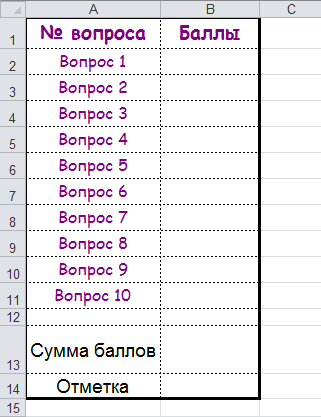 A B C
1 № вопроса Баллы
2 Вопрос 1
3 Вопрос 2
4 Вопрос 3
5 Вопрос 4
6 Вопрос 5
7 Вопрос 6
8 Вопрос 7
9 Вопрос 8
10 Вопрос 9
11 Вопрос 10
12
13 Сумма баллов
14 Отметка
15